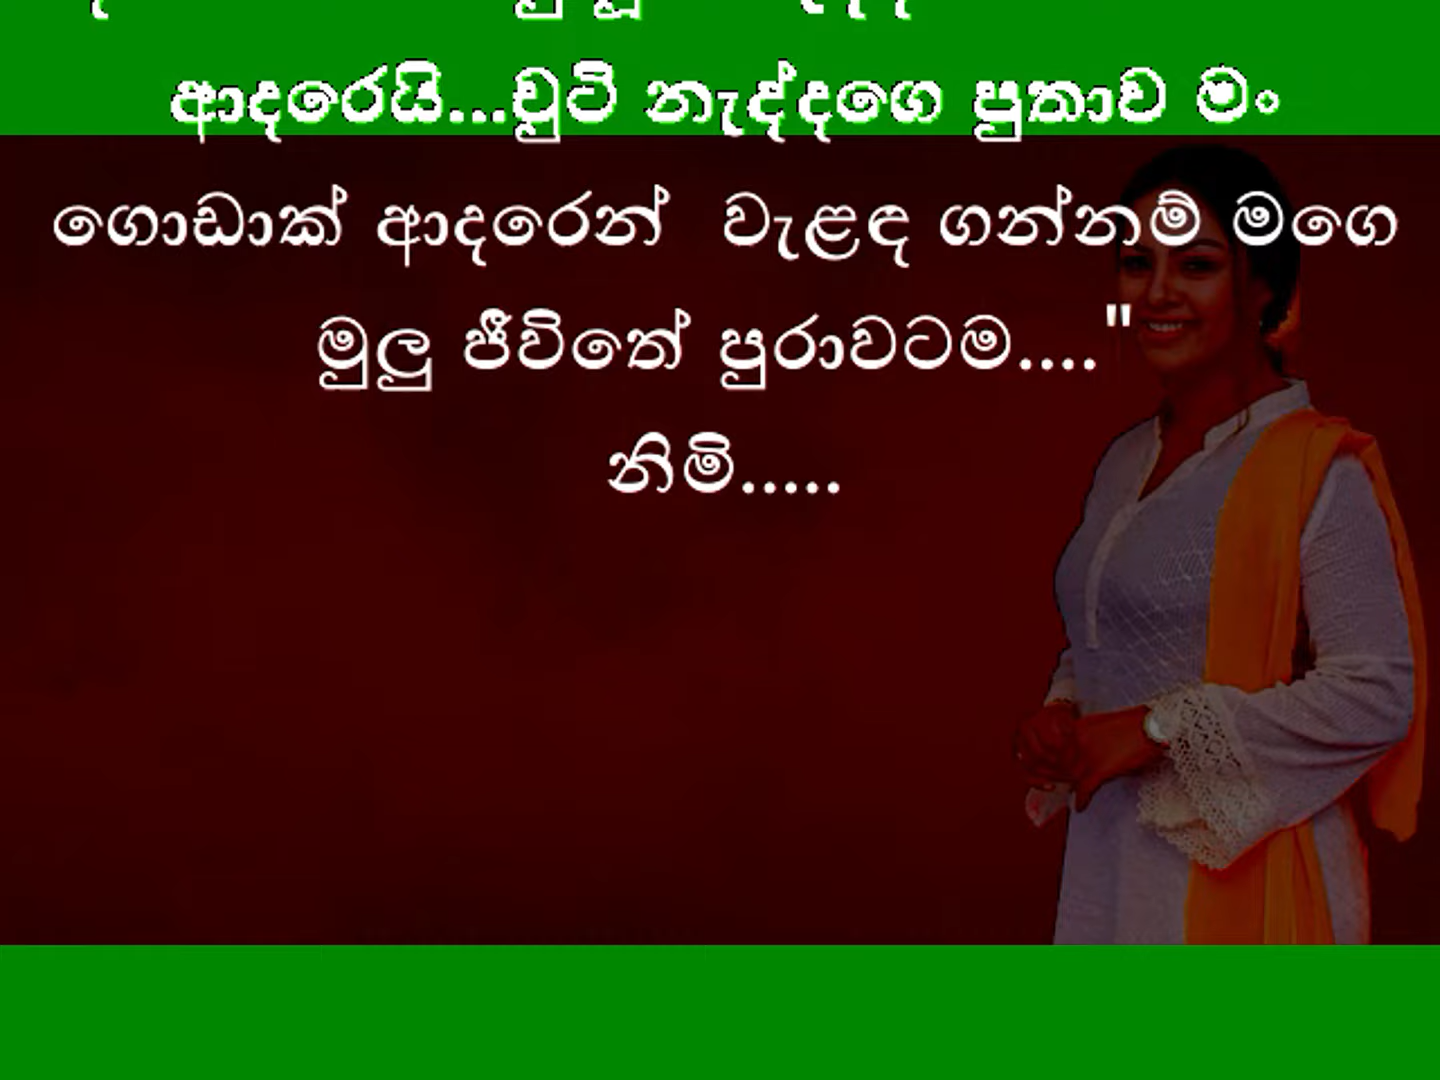 ආදරෙයි...චුටි නැද්දගෙ පුතාව මං
ගොඩාක් ආදරෙන්  වැළඳ ගන්නම් මගෙ
මුලු ජීවිතේ පුරාවටම...."
නිමි.....